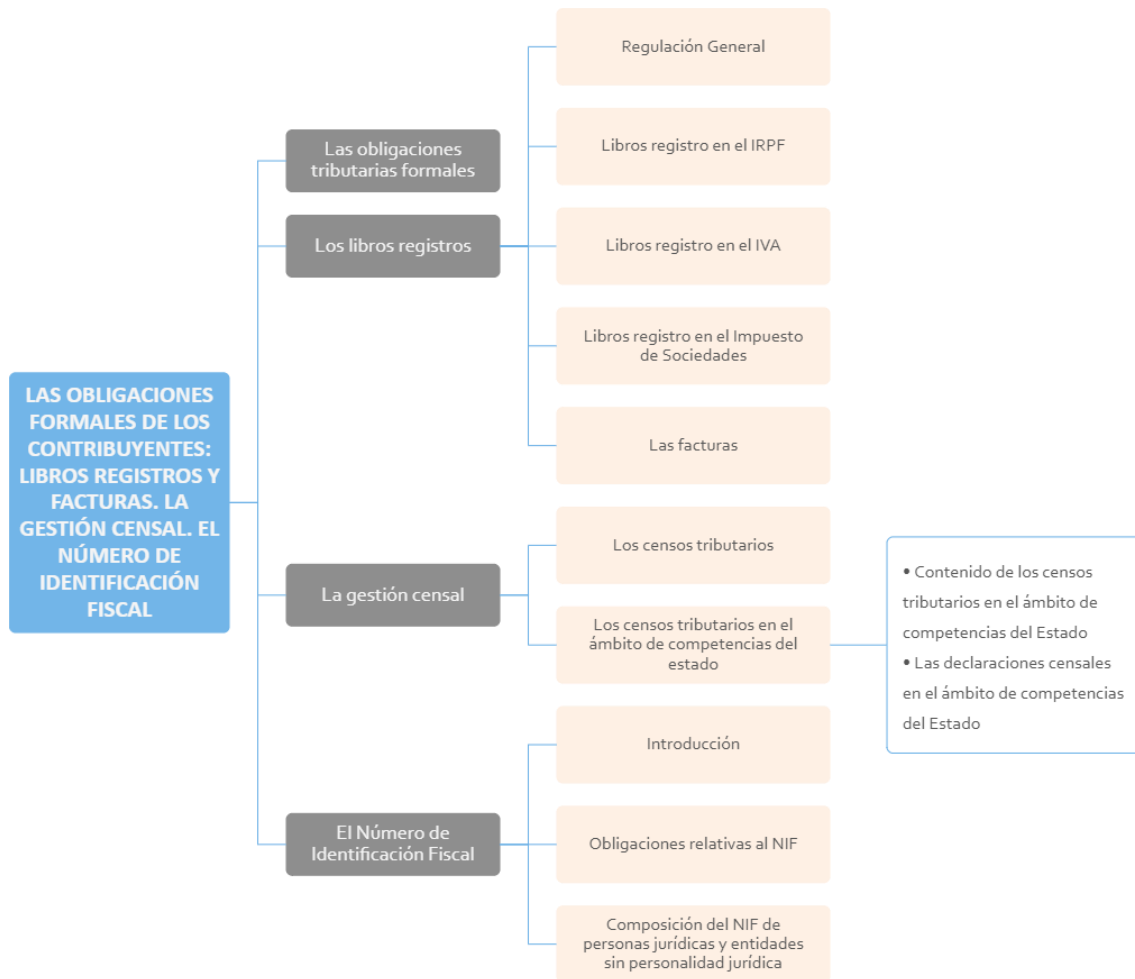 LAS OBLIGACIONES
FORMALES DE LOS
CONTRIBUYENTES:
LIBROS REGISTROS Y
FACTURAS. LA
GESTIÓN CENSAL. EL
NÚMERO DE
IDENTIFICACIÓN
FISCAL
Las obligaciones
tributarias formales
Los libros registros
Regulación General
Libros registro en el IRPF
Libros registro en el IVA
Libros registro en el Impuesto
de Sociedades
Las facturas
La gestión censal
Los censos tributarios
Los censos tributarios en el
ámbito de competencias del
estado
• Contenido de los censos
tributarios en el ámbito de
competencias del Estado
• Las declaraciones censales
en el ámbito de competencias
del Estado
El Número de
Identificación Fiscal
Introducción
Obligaciones relativas al NIF
Composición del NIF de
personas jurídicas y entidades
sin personalidad jurídica